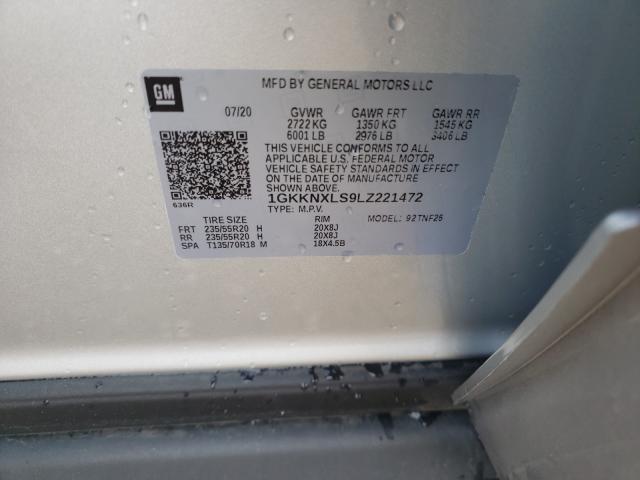 MFD BY GENERAL MOTORS LLC
GM
07/20 GVWR GAWR FRT GAWR RR
2722 KG 1350 KG 1545 KG
6001 LB 2976 LB 3406 LB
THIS VEHICLE CONFORMS TO ALL
APPLICABLE U.S. FEDERAL MOTOR
VEHICLE SAFETY STANDARDS IN EFFECT
ON THE DATE OF MANUFACTURE
SHOWN ABOVE.
636R
1GKKNXLS9LZ221472
TYPE: M.P.V. MODEL: 92TNF26
TIRE SIZE RIM
FRT 235/55R20 H 20X8J
RR 235/55R20 H 20X8J
SPA T135/70R18 M 18X4.5B